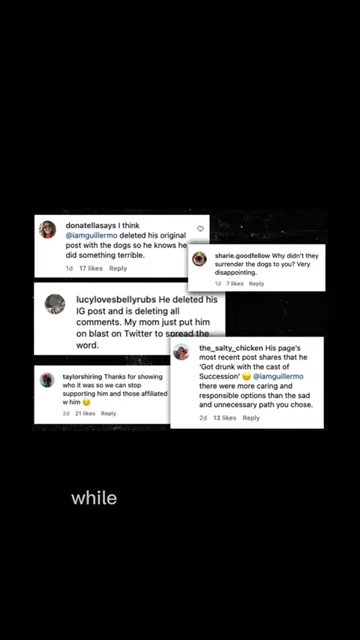 donatellasays I think
@iamguillermo deleted his original
post with the dogs so he knows he
did something terrible.
1d 17 likes Reply
sharie.goodfellow Why didn't they
surrender the dogs to you? Very
disappointing.
1d 7 likes Reply
lucylovesbellyrubs He deleted his
IG post and is deleting all
comments. My mom just put him
on blast on Twitter to spread the
word.
the_salty_chicken His page's
most recent post shares that he
'Got drunk with the cast of
Succession' 😞 @iamguillermo
there were more caring and
responsible options than the sad
and unnecessary path you chose.
2d 13 likes Reply
taylorshiring Thanks for showing
who it was so we can stop
supporting him and those affiliated
w him 😞
2d 21 likes Reply
while